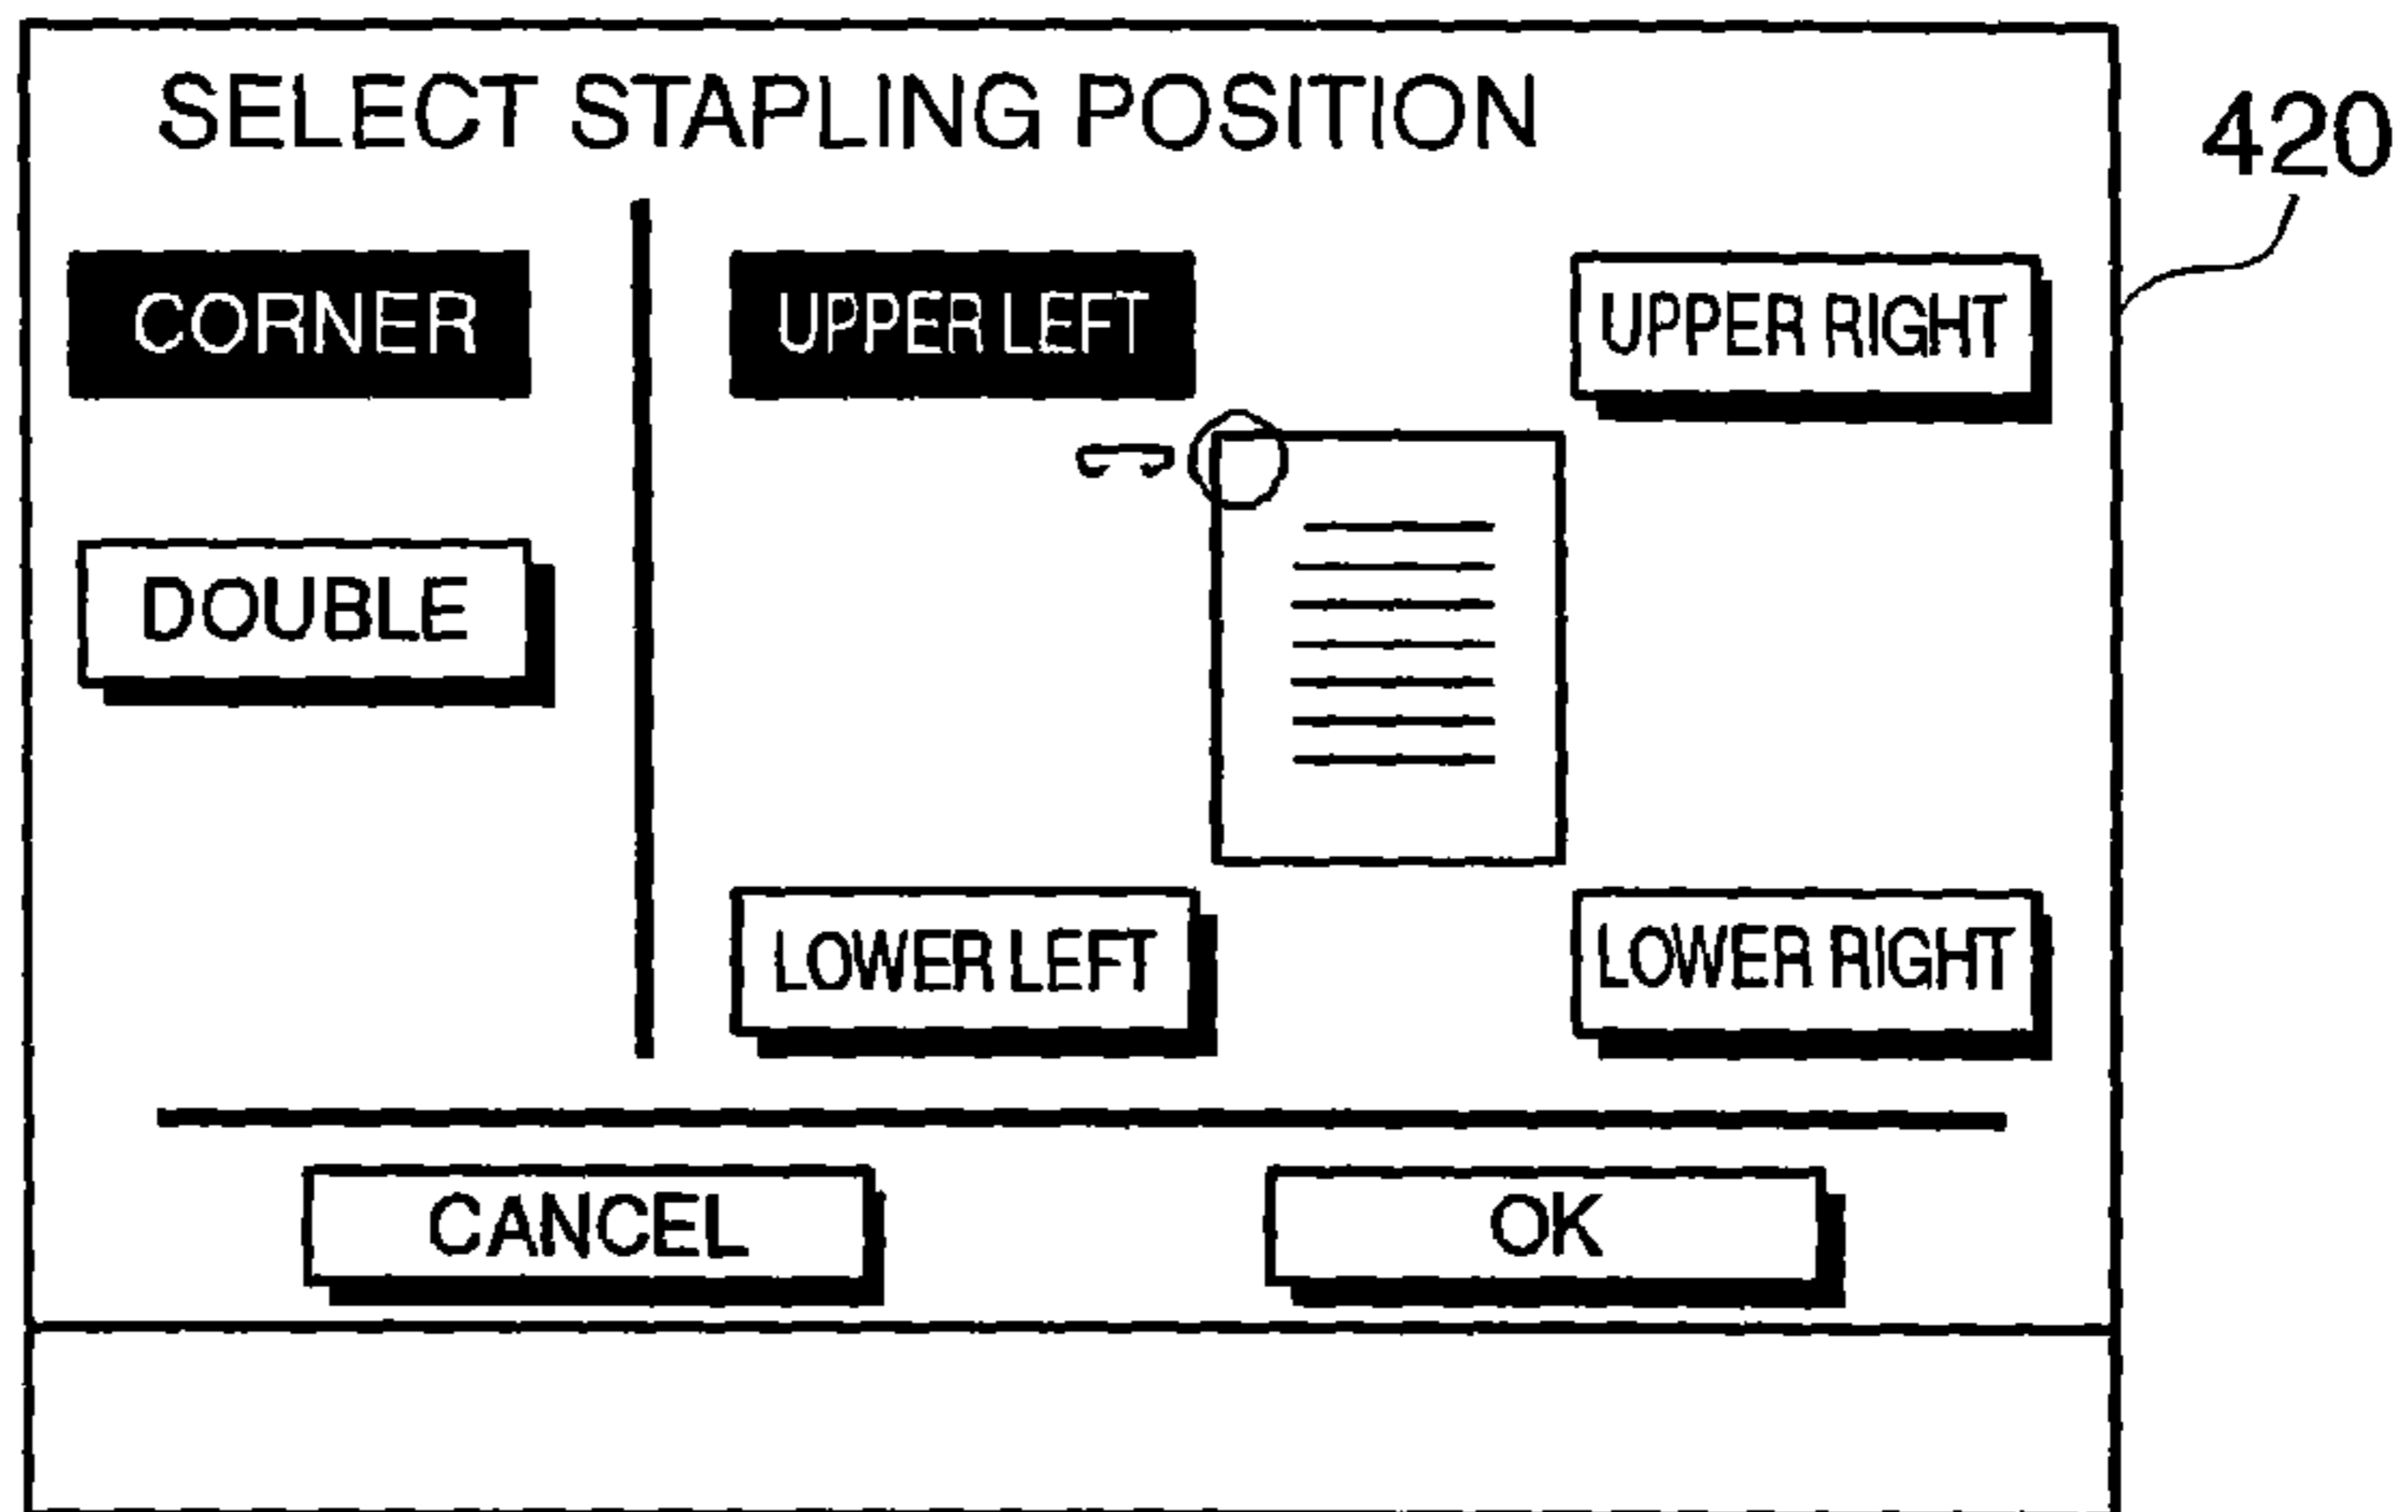 SELECT STAPLING POSITION
420
CORNER
UPPER LEFT
UPPER RIGHT
DOUBLE
LOWER LEFT
LOWER RIGHT
CANCEL
OK